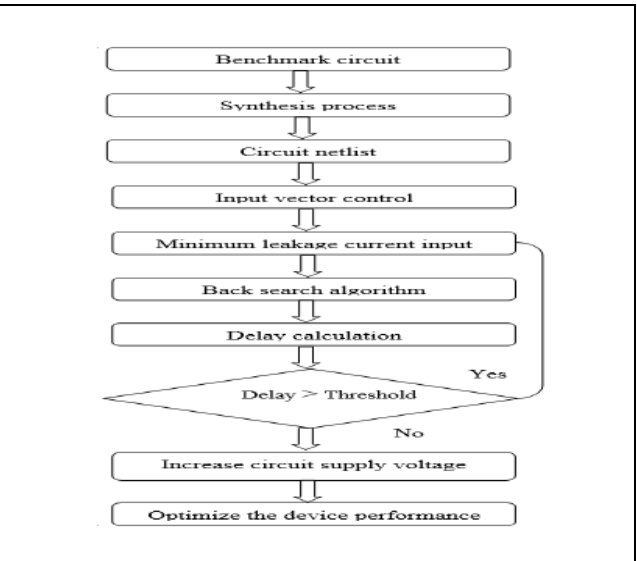 Benchmark circuit
Synthesis process
Circuit netlist
Input vector control
Minimum leakage current input
Back search algorithm
Delay calculation
Yes
Delay > Threshold
No
Increase circuit supply voltage
Optimize the device performance